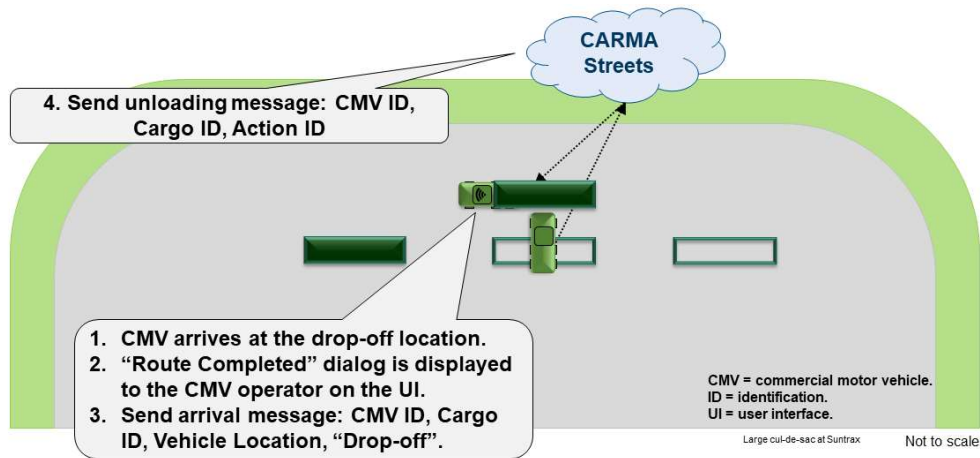 CARMA
Streets
4. Send unloading message: CMV ID,
Cargo ID, Action ID
1. CMV arrives at the drop-off location.
2. “Route Completed” dialog is displayed
to the CMV operator on the UI.
3. Send arrival message: CMV ID, Cargo
ID, Vehicle Location, “Drop-off”.
CMV = commercial motor vehicle.
ID = identification.
UI = user interface.
Large cul-de-sac at Suntrax
Not to scale